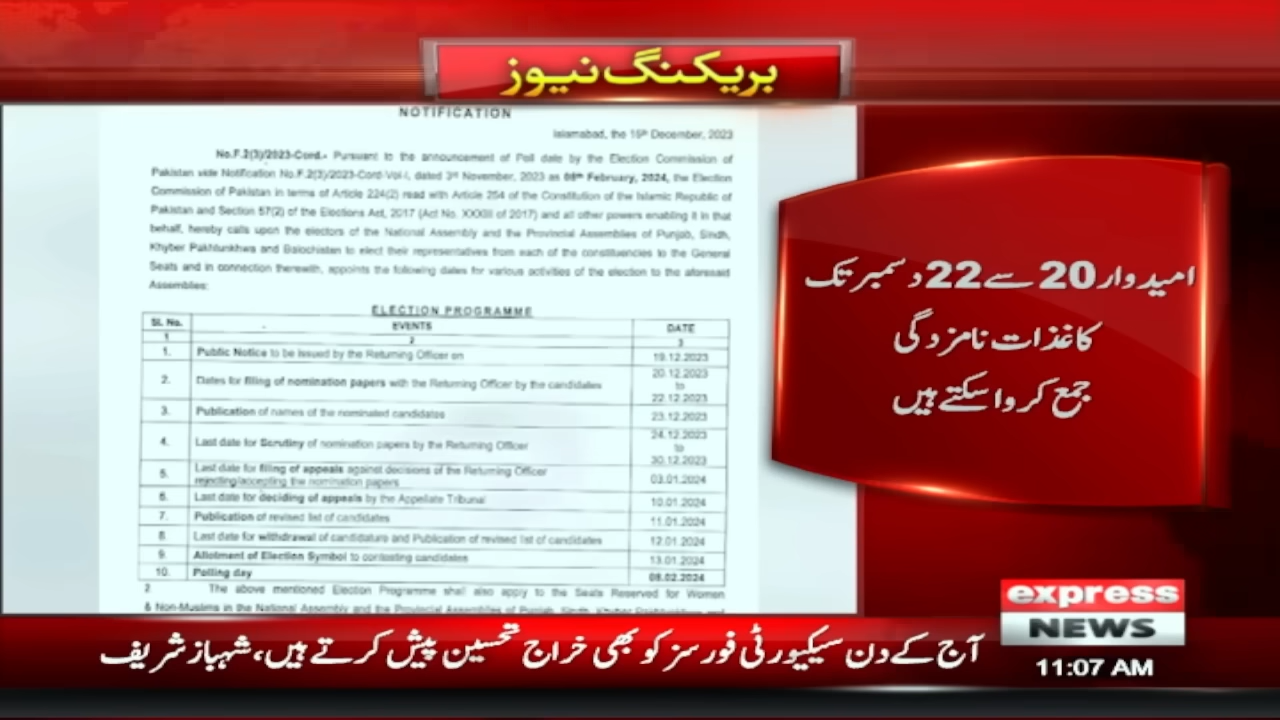 بریکنگ نیوز
NOTIFICATION
Islamabad, the 15th December, 2023
No.F.2(3)/2023-Cord.- Pursuant to the announcement of Poll date by the Election Commission of
Pakistan vide Notification No.F.2(3)/2023-Cord-Vol-I, dated 3rd November, 2023 as 08th February, 2024, the Election
Commission of Pakistan in terms of Article 224(2) read with Article 254 of the Constitution of the Islamic Republic of
Pakistan and Section 57(2) of the Elections Act, 2017 (Act No. XXXIII of 2017) and all other powers enabling it in that
behalf, hereby calls upon the electors of the National Assembly and the Provincial Assemblies of Punjab, Sindh,
Khyber Pakhtunkhwa and Balochistan to elect their representatives from each of the constituencies to the General
Seats and in connection therewith, appoints the following dates for various activities of the election to the aforesaid
Assemblies:
ELECTION PROGRAMME
Sl. No. EVENTS DATE
1 2 3
1. Public Notice to be issued by the Returning Officer on 19.12.2023
2. Dates for filing of nomination papers with the Returning Officer by the candidates 20.12.2023 to 22.12.2023
3. Publication of names of the nominated candidates 23.12.2023
4. Last date for Scrutiny of nomination papers by the Returning Officer 24.12.2023 to 30.12.2023
5. Last date for filing of appeals against decisions of the Returning Officer rejecting/accepting the nomination papers 03.01.2024
6. Last date for deciding of appeals by the Appellate Tribunal 10.01.2024
7. Publication of revised list of candidates 11.01.2024
8. Last date for withdrawal of candidature and Publication of revised list of candidates 12.01.2024
9. Allotment of Election Symbol to contesting candidates 13.01.2024
10. Polling day 08.02.2024
2 The above mentioned Election Programme shall also apply to the Seats Reserved for Women
& Non-Muslims in the National Assembly and the Provincial Assemblies of Punjab, Sindh, Khyber Pakhtunkhwa and
امیدوار 20 سے 22 دسمبر تک
کاغذات نامزدگی
جمع کروا سکتے ہیں
express
NEWS
11:07 AM
آج کے دن سیکیورٹی فورسز کو بھی خراج تحسین پیش کرتے ہیں، شہباز شریف